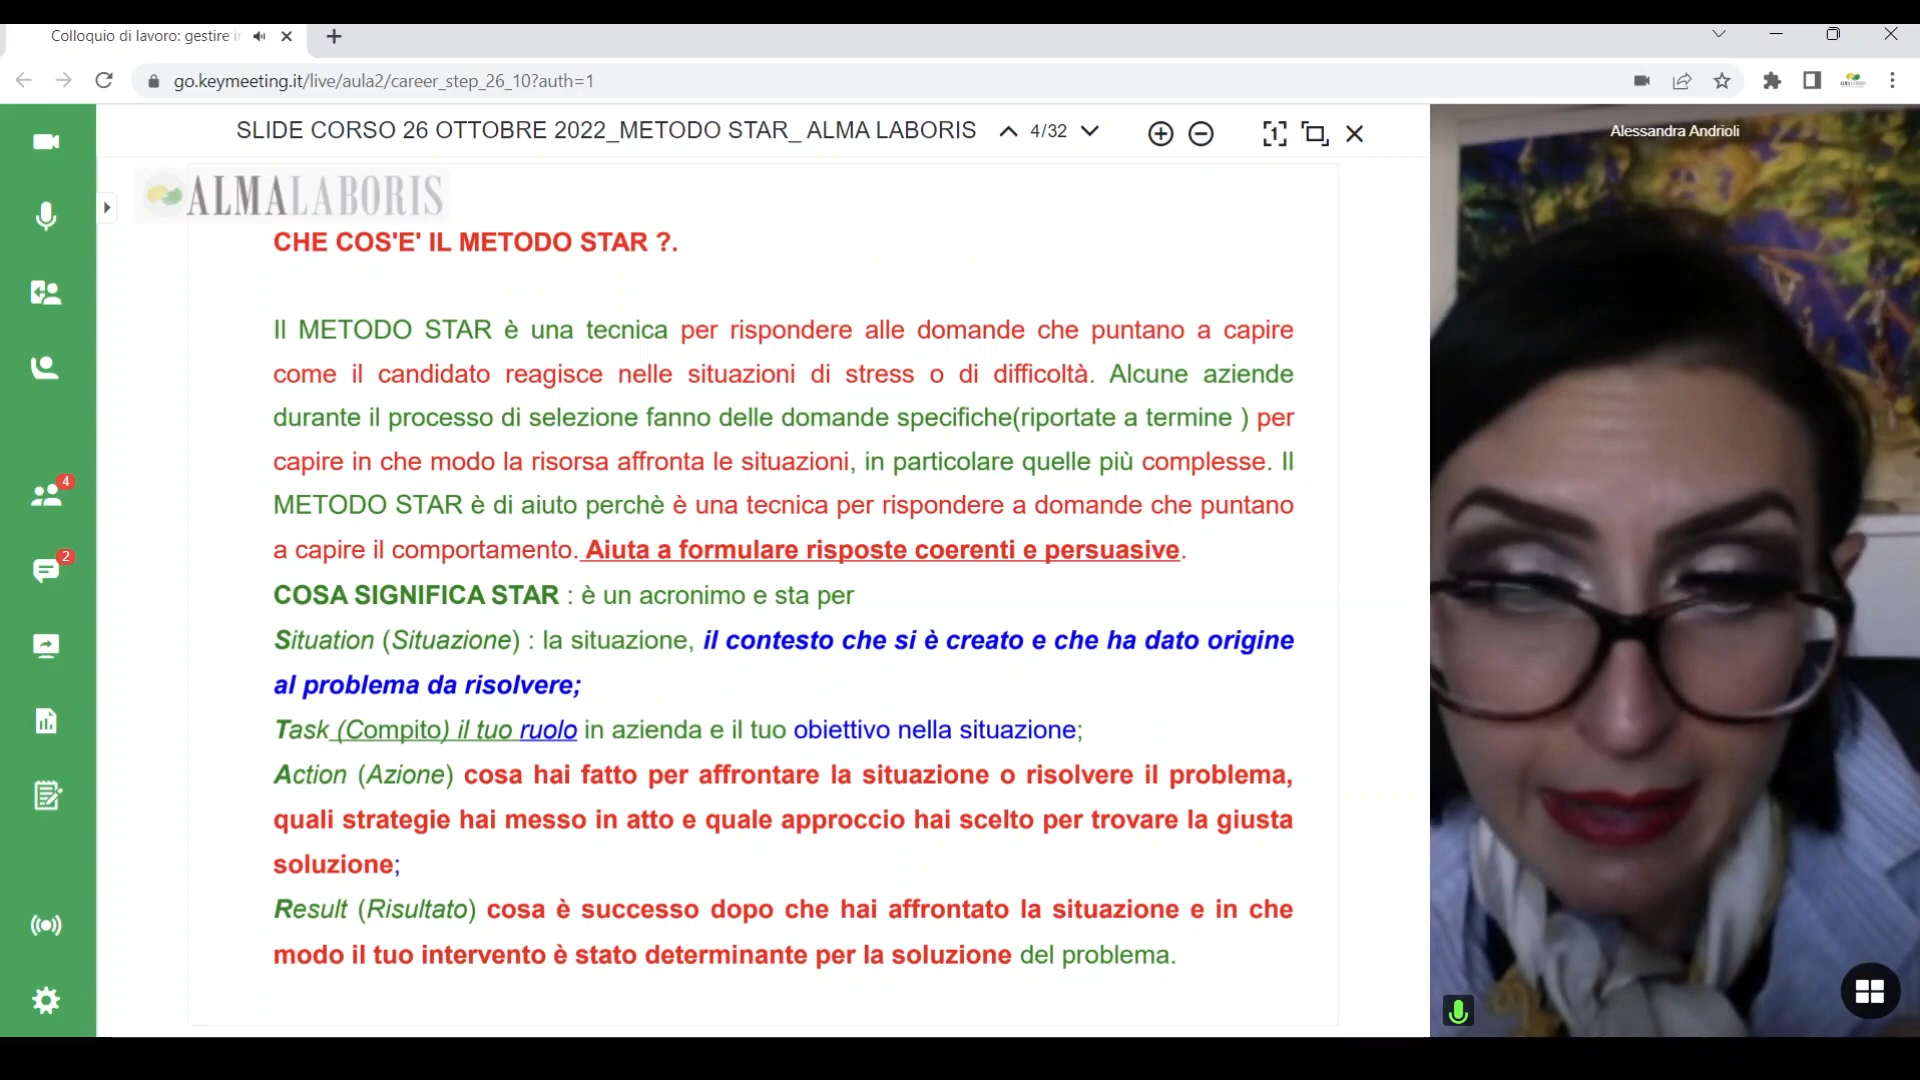 Colloquio di lavoro: gestire
go.keymeeting.it/live/aula2/career_step_26_10?auth=1
SLIDE CORSO 26 OTTOBRE 2022_METODO STAR_ ALMA LABORIS
4/32
Alessandra Andrioli
ALMALABORIS
CHE COS'E' IL METODO STAR ?.
Il METODO STAR è una tecnica per rispondere alle domande che puntano a capire
come il candidato reagisce nelle situazioni di stress o di difficoltà. Alcune aziende
durante il processo di selezione fanno delle domande specifiche(riportate a termine ) per
capire in che modo la risorsa affronta le situazioni, in particolare quelle più complesse. Il
METODO STAR è di aiuto perchè è una tecnica per rispondere a domande che puntano
a capire il comportamento. Aiuta a formulare risposte coerenti e persuasive.
COSA SIGNIFICA STAR : è un acronimo e sta per
Situation (Situazione) : la situazione, il contesto che si è creato e che ha dato origine
al problema da risolvere;
Task (Compito) il tuo ruolo in azienda e il tuo obiettivo nella situazione;
Action (Azione) cosa hai fatto per affrontare la situazione o risolvere il problema,
quali strategie hai messo in atto e quale approccio hai scelto per trovare la giusta
soluzione;
Result (Risultato) cosa è successo dopo che hai affrontato la situazione e in che
modo il tuo intervento è stato determinante per la soluzione del problema.
4
2